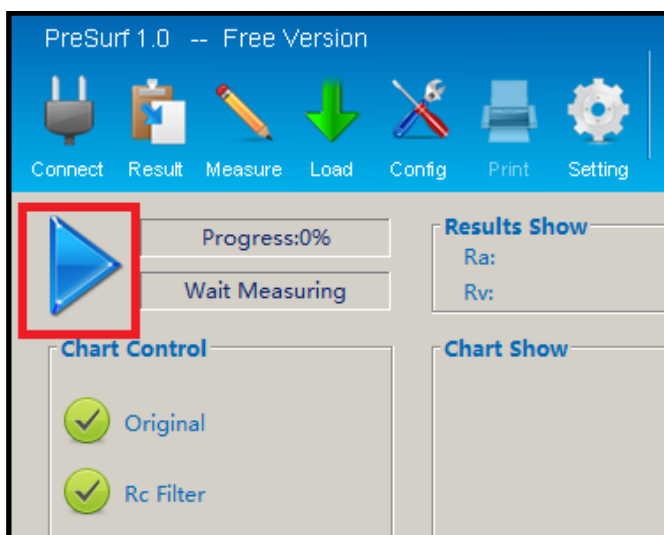 PreSurf 1.0 -- Free Version
Connect Result Measure Load Config Print Setting
Progress:0%
Wait Measuring
Results Show
Ra:
Rv:
Chart Control
Original
Rc Filter
Chart Show